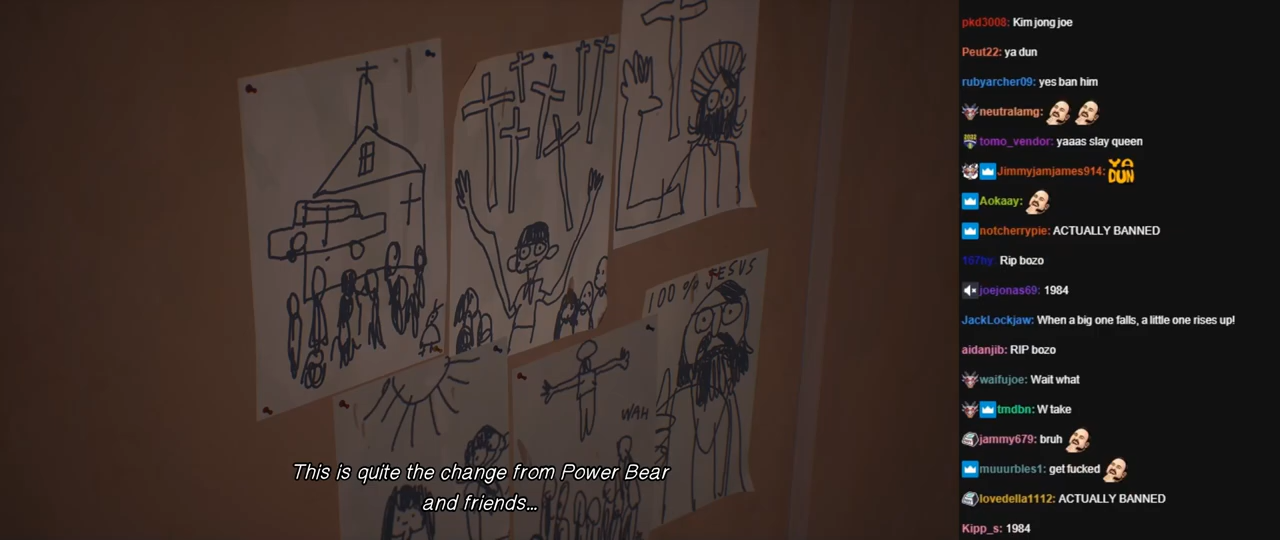 100% JESUS
WAH
This is quite the change from Power Bear
and friends...
pkd3008: Kim jong joe
Peut22: ya dun
rubyarcher09: yes ban him
neutralamg:
tomo_vendor: yaaas slay queen
Jimmyjamjames914: YA DUN
Aokaay:
notcherrypie: ACTUALLY BANNED
167hy: Rip bozo
joejonas69: 1984
JackLockjaw: When a big one falls, a little one rises up!
aidanjib: RIP bozo
waifujoe: Wait what
tmdbn: W take
jammy679: bruh
muuurbles1: get fucked
lovedella1112: ACTUALLY BANNED
Kipp_s: 1984